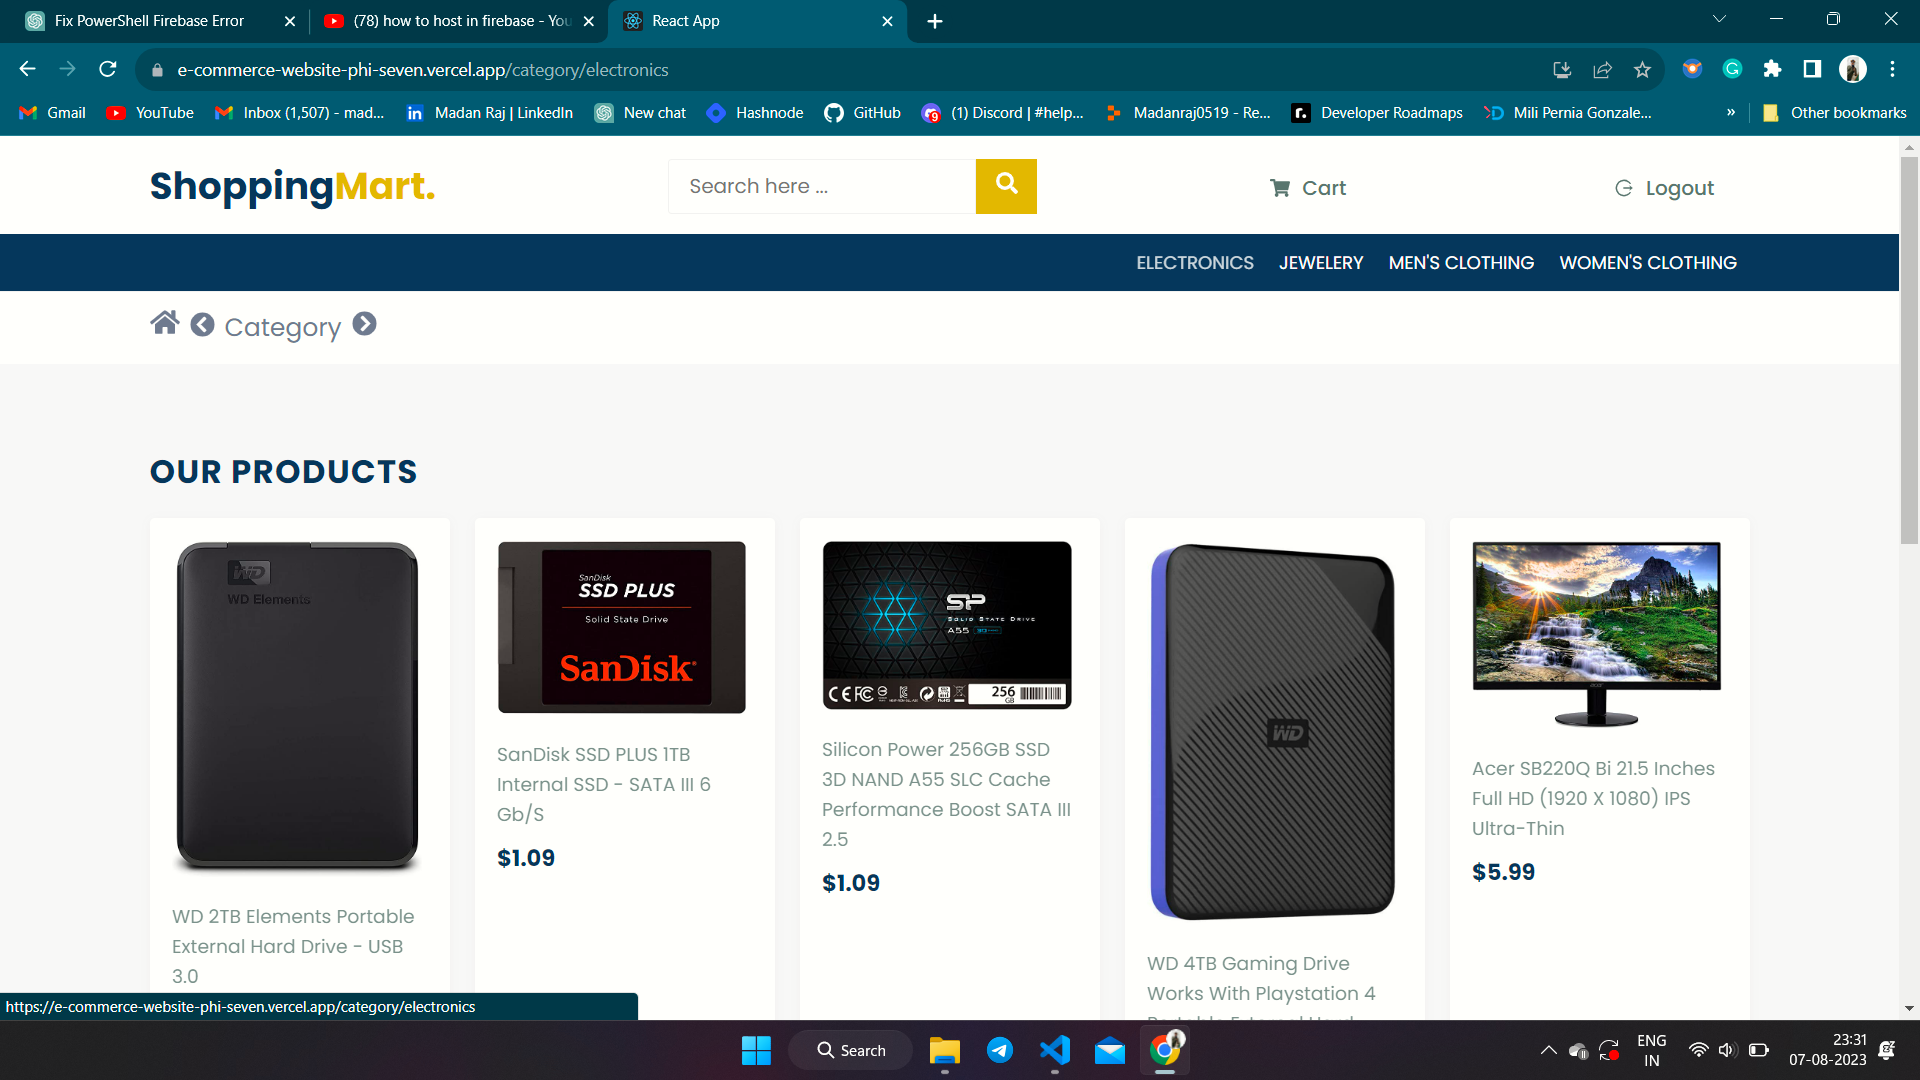 Fix PowerShell Firebase Error
(78) how to host in firebase - You
React App
e-commerce-website-phi-seven.vercel.app/category/electronics
Gmail
YouTube
Inbox (1,507) - mad...
Madan Raj | LinkedIn
New chat
Hashnode
GitHub
9
(1) Discord | #help...
Madanraj0519 - Re...
Developer Roadmaps
Mili Pernia Gonzale...
»
Other bookmarks
ShoppingMart.
Search here ...
Cart
Logout
ELECTRONICS
JEWELERY
MEN'S CLOTHING
WOMEN'S CLOTHING
Category
OUR PRODUCTS
WD
WD Elements
WD 2TB Elements Portable
External Hard Drive - USB
3.0
SanDisk
SSD PLUS
Solid State Drive
SanDisk
SanDisk SSD PLUS 1TB
Internal SSD - SATA III 6
Gb/S
$1.09
SP
SOLID STATE DRIVE
A55
256
GB
Silicon Power 256GB SSD
3D NAND A55 SLC Cache
Performance Boost SATA III
2.5
$1.09
WD
WD 4TB Gaming Drive
Works With Playstation 4
Portable External Hard
acer
Acer SB220Q Bi 21.5 Inches
Full HD (1920 X 1080) IPS
Ultra-Thin
$5.99
https://e-commerce-website-phi-seven.vercel.app/category/electronics
Search
ENG
IN
23:31
07-08-2023